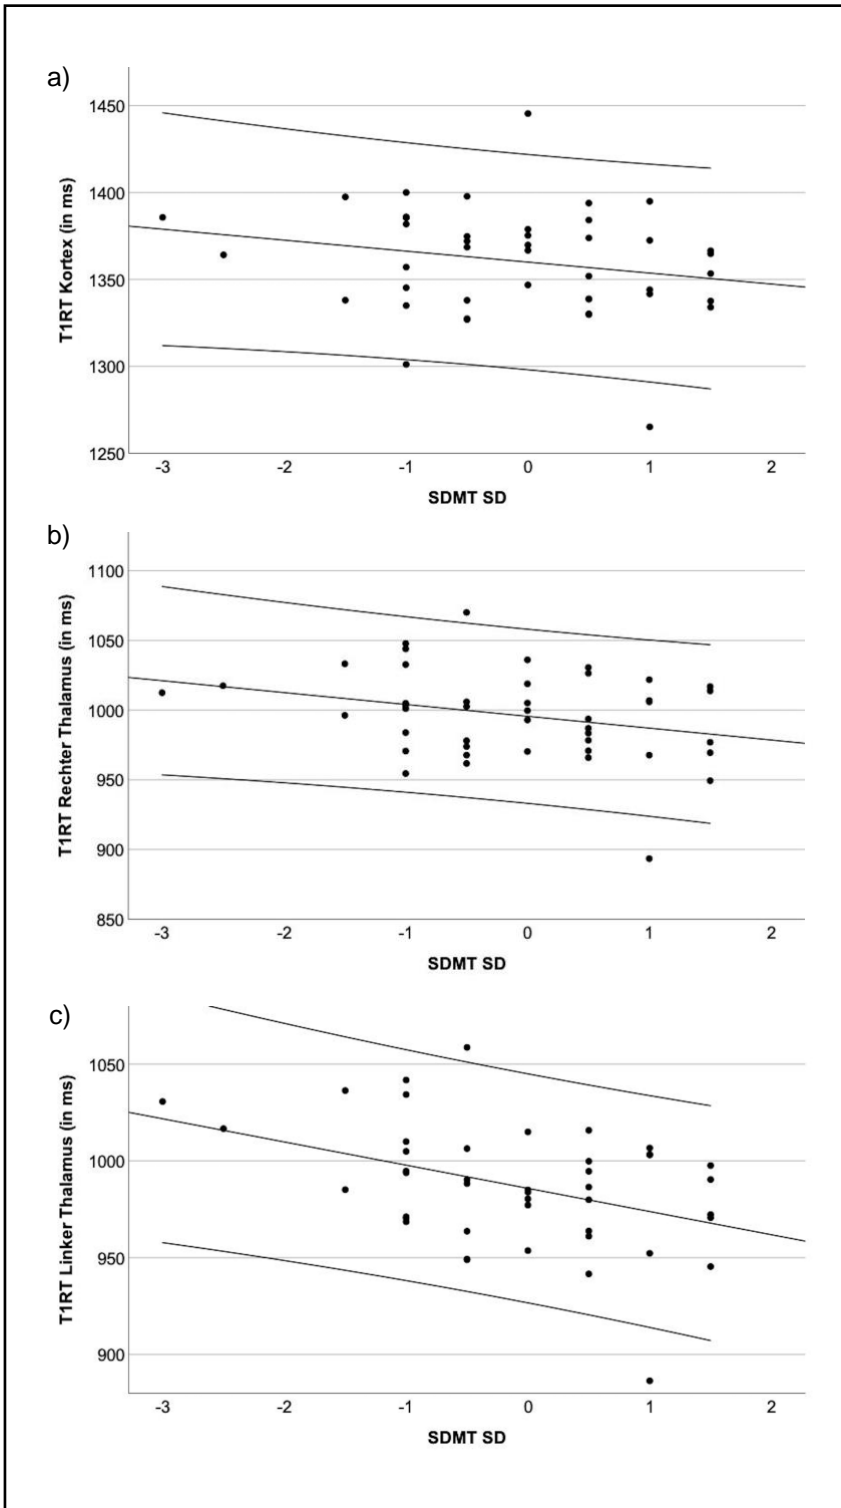 a)
1450
1400
1350
1300
1250
T1RT Kortex (in ms)
-3 -2 -1 0 1 2
SDMT SD
b)
1100
1050
1000
950
900
850
T1RT Rechter Thalamus (in ms)
-3 -2 -1 0 1 2
SDMT SD
c)
1050
1000
950
900
T1RT Linker Thalamus (in ms)
-3 -2 -1 0 1 2
SDMT SD